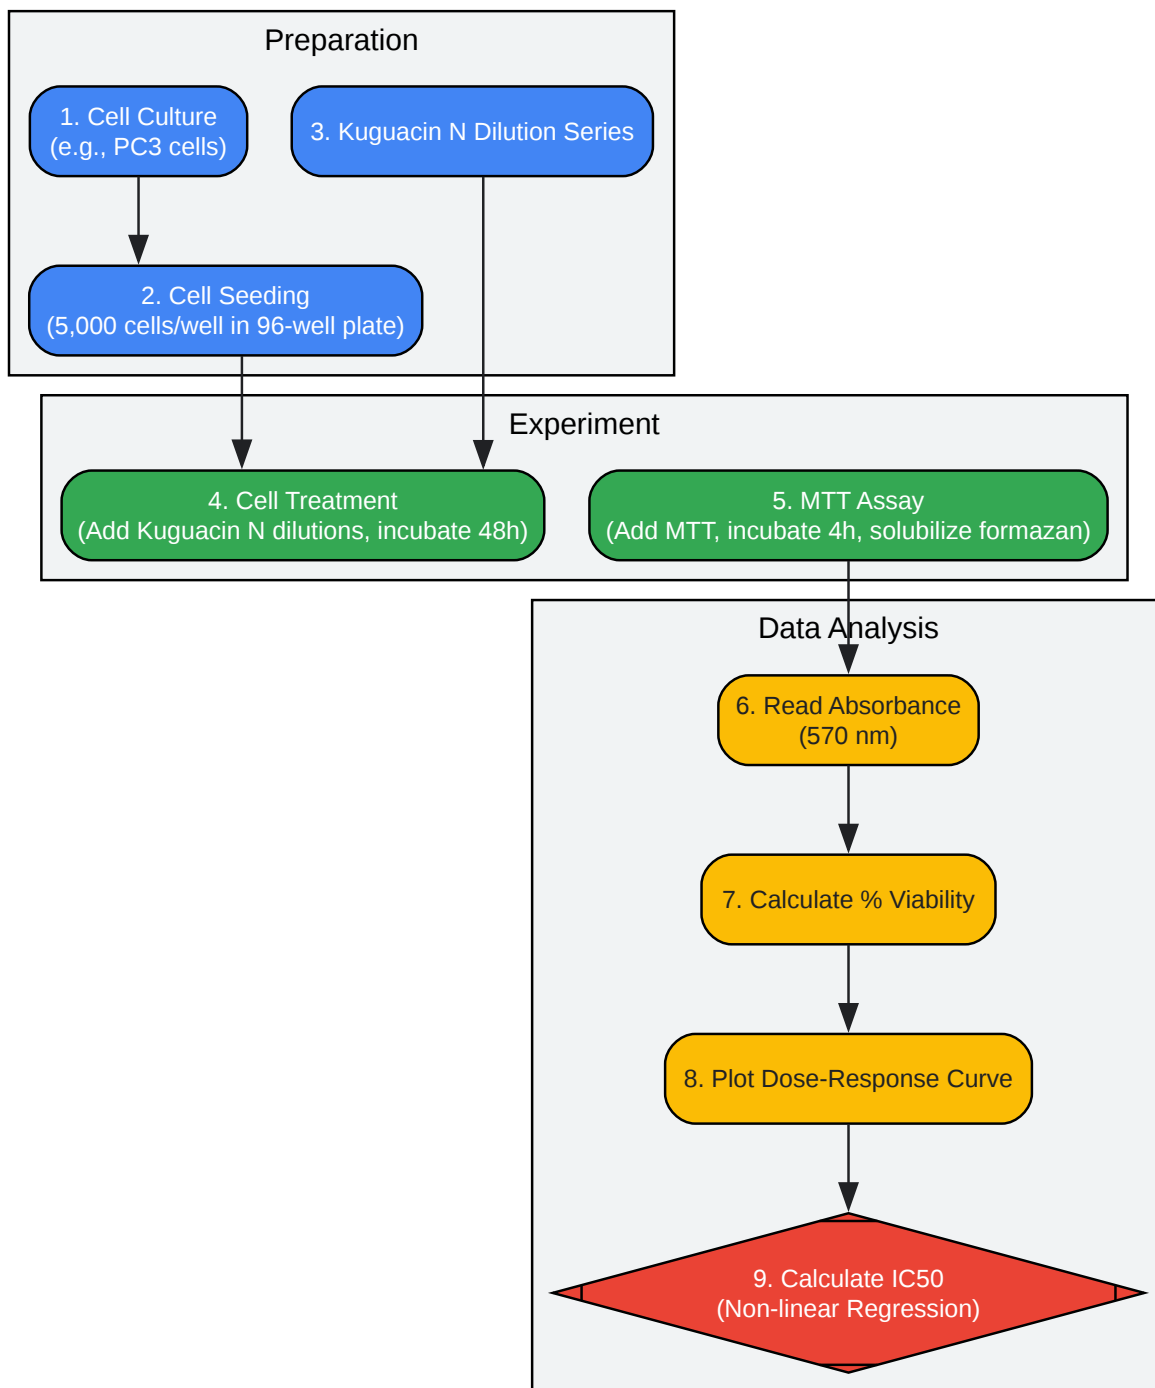 Preparation
1. Cell Culture
(e.g., PC3 cells)
3. Kuguacin N Dilution Series
2. Cell Seeding
(5,000 cells/well in 96-well plate)
Experiment
4. Cell Treatment
(Add Kuguacin N dilutions, incubate 48h)
5. MTT Assay
(Add MTT, incubate 4h, solubilize formazan)
Data Analysis
6. Read Absorbance
(570 nm)
7. Calculate % Viability
8. Plot Dose-Response Curve
9. Calculate IC50
(Non-linear Regression)